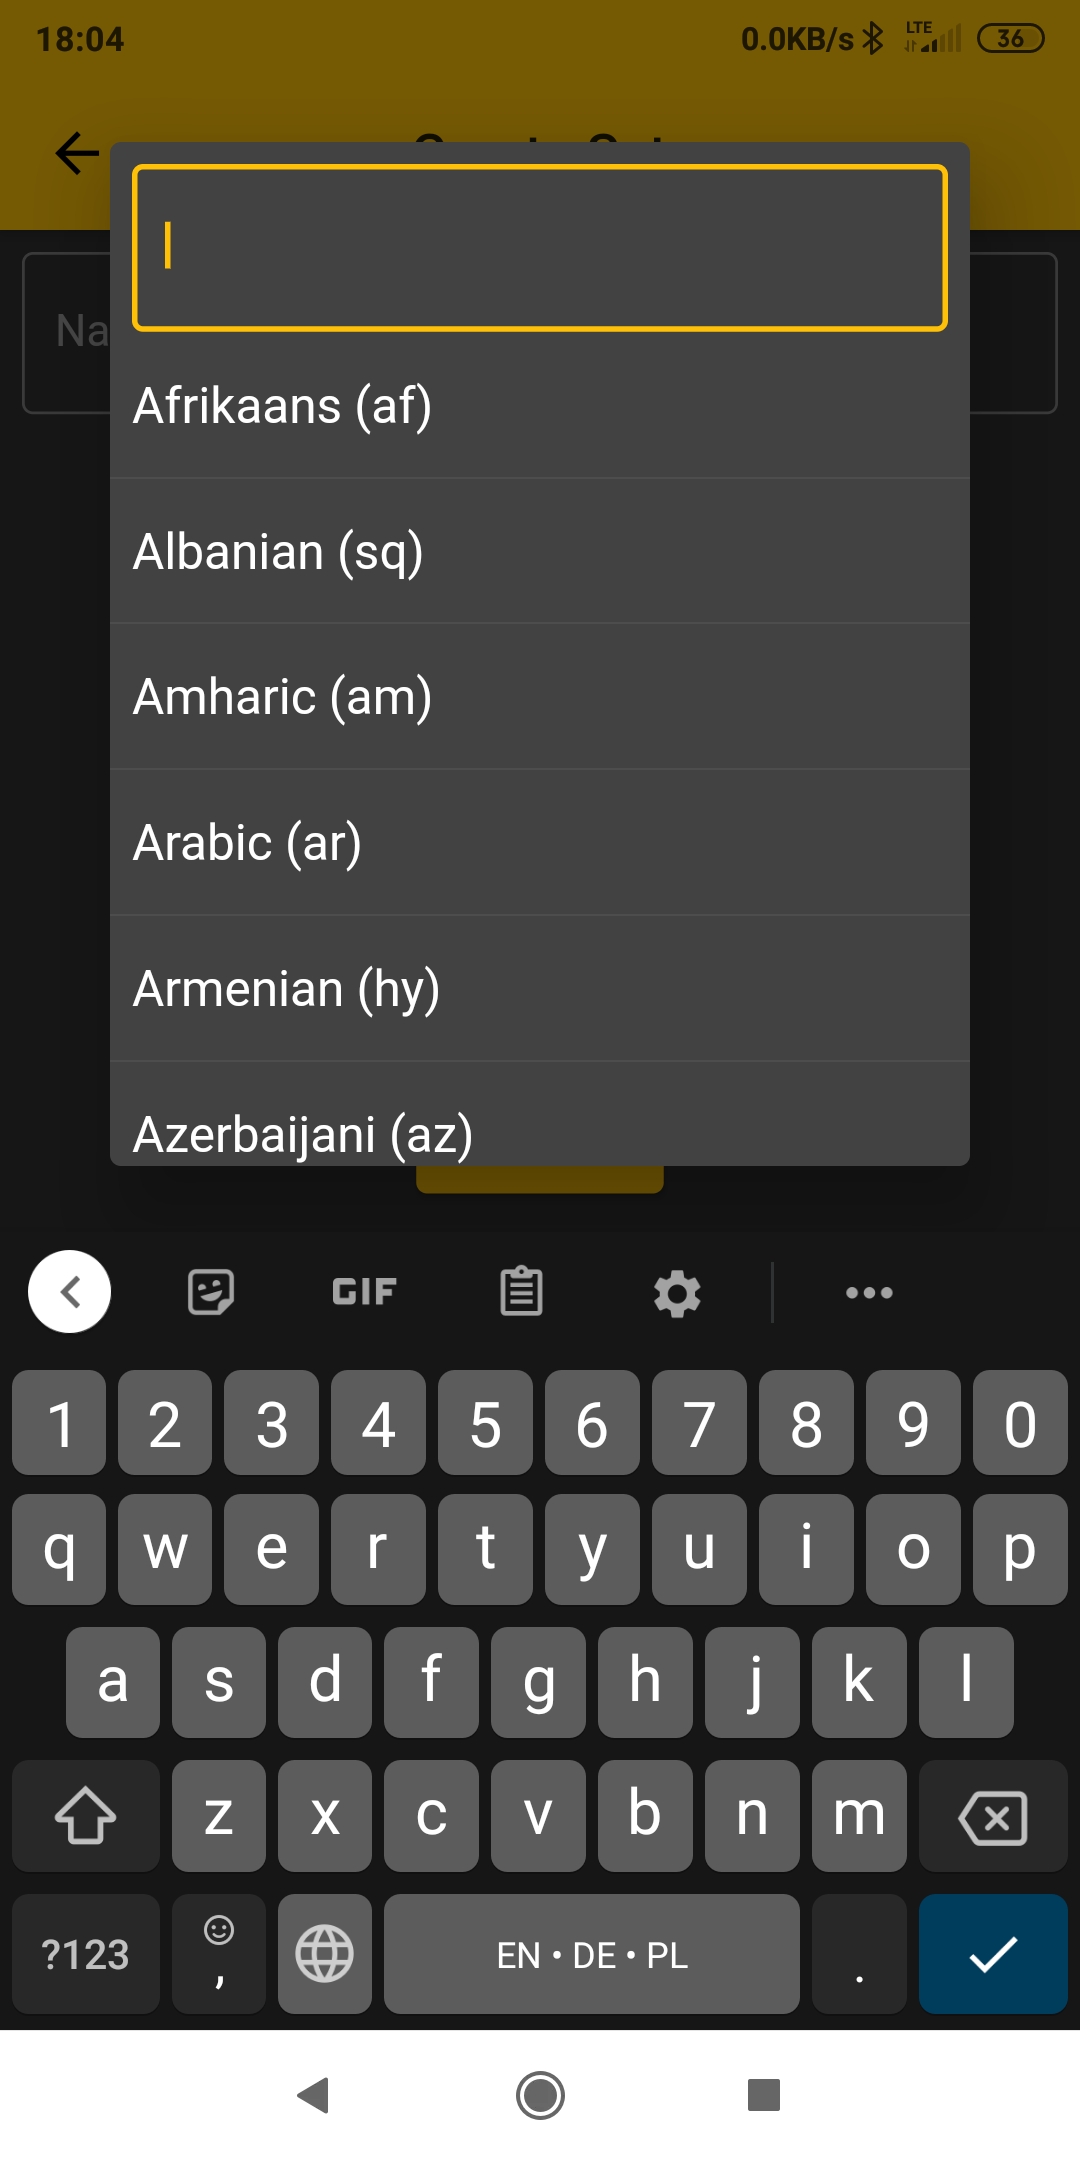 18:04 0.0KB/s LTE 36
Na
Afrikaans (af)
Albanian (sq)
Amharic (am)
Arabic (ar)
Armenian (hy)
Azerbaijani (az)
GIF
1 2 3 4 5 6 7 8 9 0
q w e r t y u i o p
a s d f g h j k l
z x c v b n m
?123 , EN • DE • PL .